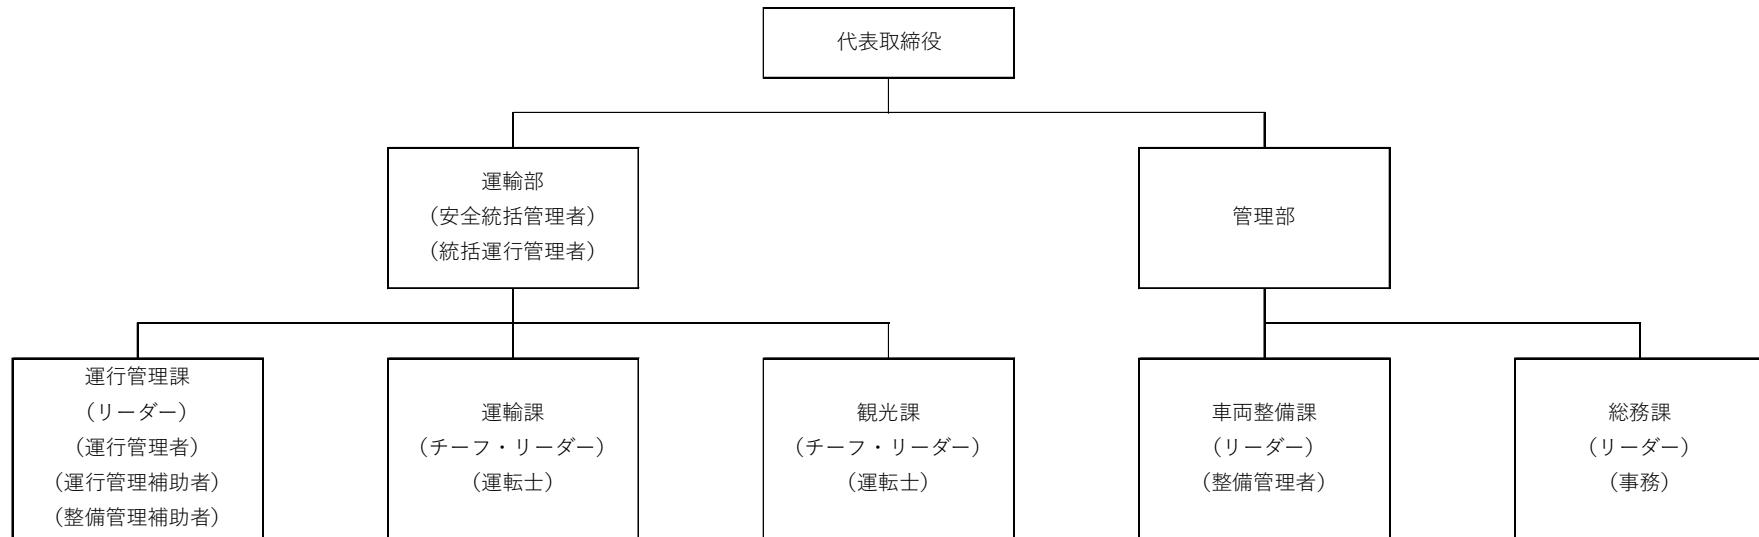 代表取締役
運輸部
（安全統括管理者）
（統括運行管理者）
管理部
運行管理課
（リーダー）
（運行管理者）
（運行管理補助者）
（整備管理補助者）
運輸課
（チーフ・リーダー）
（運転士）
観光課
（チーフ・リーダー）
（運転士）
車両整備課
（リーダー）
（整備管理者）
総務課
（リーダー）
（事務）